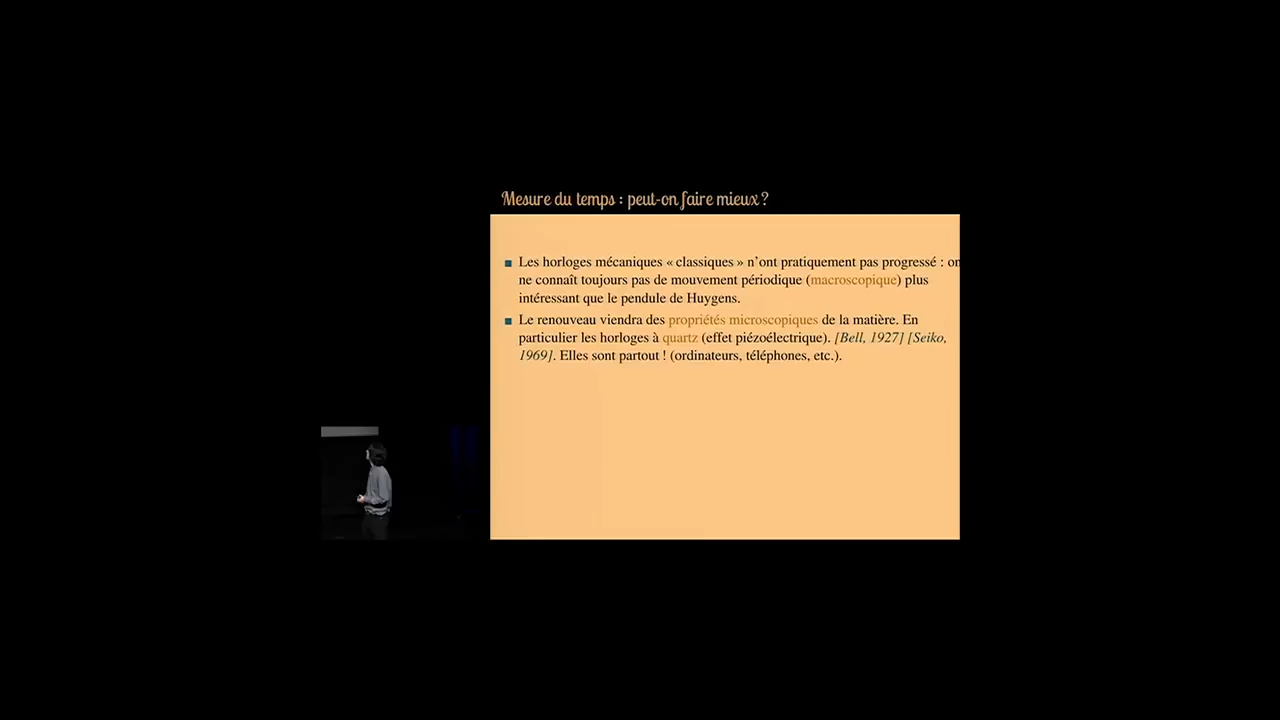 Mesure du temps : peut-on faire mieux ?
Les horloges mécaniques « classiques » n'ont pratiquement pas progressé : on
ne connaît toujours pas de mouvement périodique (macroscopique) plus
intéressant que le pendule de Huygens.
Le renouveau viendra des propriétés microscopiques de la matière. En
particulier les horloges à quartz (effet piézoélectrique). [Bell, 1927] [Seiko,
1969]. Elles sont partout ! (ordinateurs, téléphones, etc.).